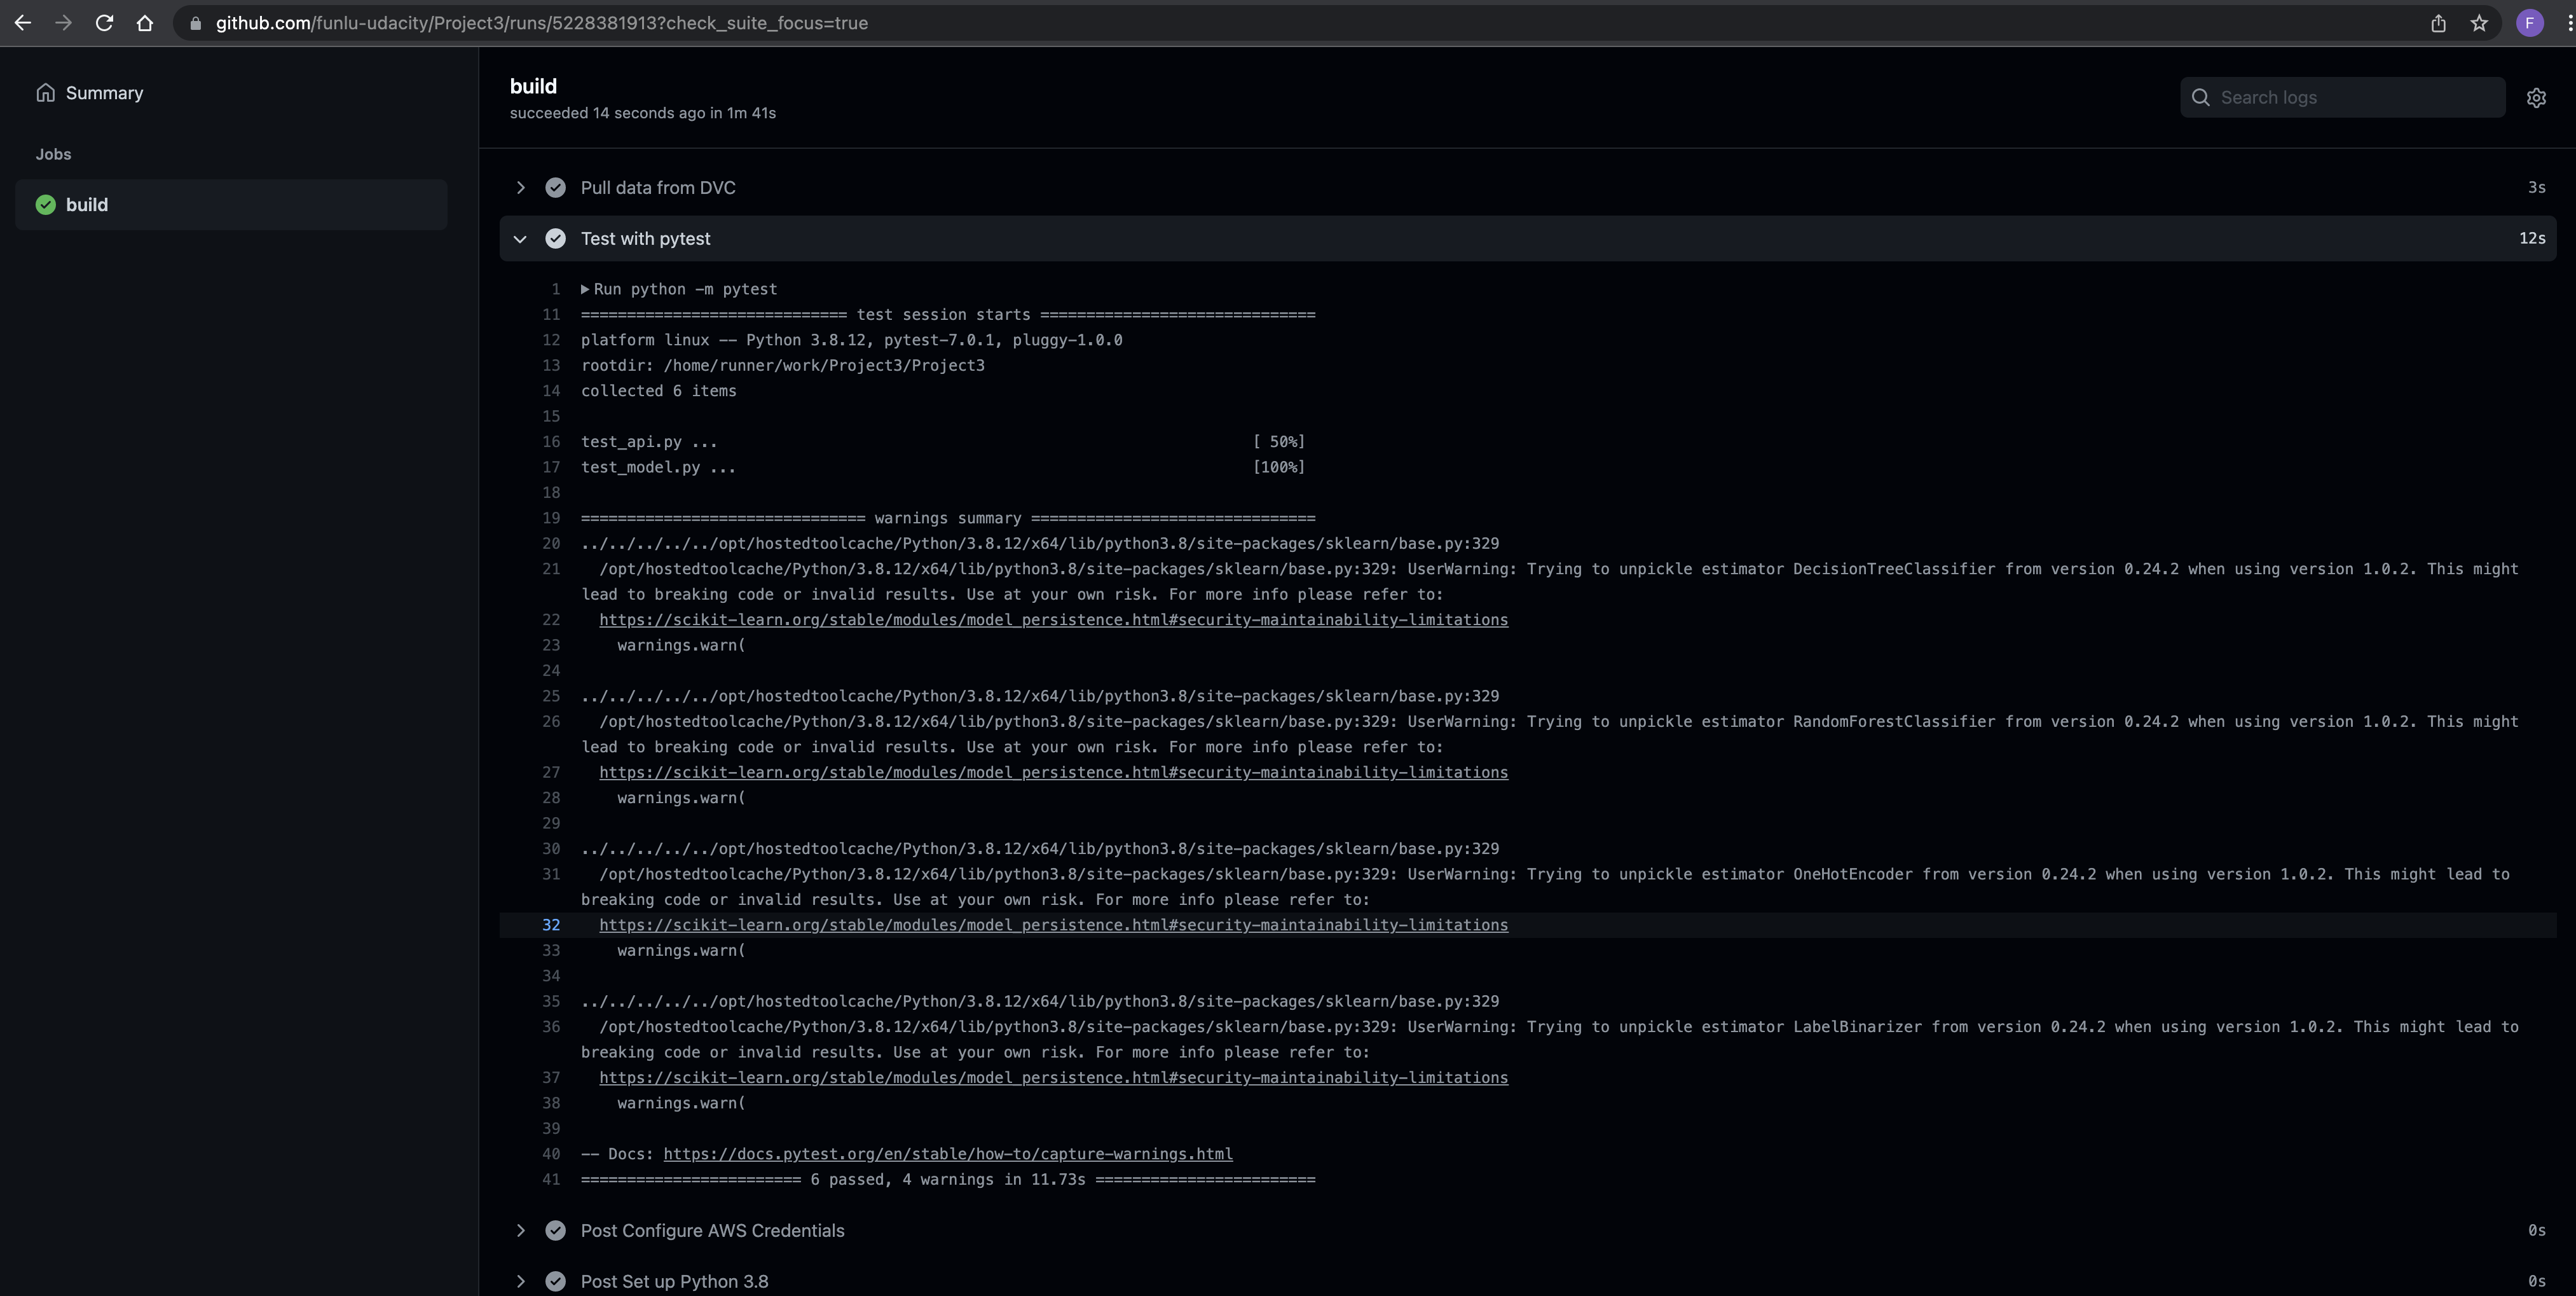 github.com/funlu-udacity/Project3/runs/5228381913?check_suite_focus=true
F
Summary
Jobs
build
build
succeeded 14 seconds ago in 1m 41s
Search logs
Pull data from DVC 3s
Test with pytest 12s
1 Run python -m pytest
11 ============================= test session starts ==============================
12 platform linux -- Python 3.8.12, pytest-7.0.1, pluggy-1.0.0
13 rootdir: /home/runner/work/Project3/Project3
14 collected 6 items
15
16 test_api.py ... [ 50%]
17 test_model.py ... [100%]
18
19 =============================== warnings summary ===============================
20 ../../../../../opt/hostedtoolcache/Python/3.8.12/x64/lib/python3.8/site-packages/sklearn/base.py:329
21 /opt/hostedtoolcache/Python/3.8.12/x64/lib/python3.8/site-packages/sklearn/base.py:329: UserWarning: Trying to unpickle estimator DecisionTreeClassifier from version 0.24.2 when using version 1.0.2. This might
lead to breaking code or invalid results. Use at your own risk. For more info please refer to:
22 https://scikit-learn.org/stable/modules/model_persistence.html#security-maintainability-limitations
23 warnings.warn(
24
25 ../../../../../opt/hostedtoolcache/Python/3.8.12/x64/lib/python3.8/site-packages/sklearn/base.py:329
26 /opt/hostedtoolcache/Python/3.8.12/x64/lib/python3.8/site-packages/sklearn/base.py:329: UserWarning: Trying to unpickle estimator RandomForestClassifier from version 0.24.2 when using version 1.0.2. This might
lead to breaking code or invalid results. Use at your own risk. For more info please refer to:
27 https://scikit-learn.org/stable/modules/model_persistence.html#security-maintainability-limitations
28 warnings.warn(
29
30 ../../../../../opt/hostedtoolcache/Python/3.8.12/x64/lib/python3.8/site-packages/sklearn/base.py:329
31 /opt/hostedtoolcache/Python/3.8.12/x64/lib/python3.8/site-packages/sklearn/base.py:329: UserWarning: Trying to unpickle estimator OneHotEncoder from version 0.24.2 when using version 1.0.2. This might lead to
breaking code or invalid results. Use at your own risk. For more info please refer to:
32 https://scikit-learn.org/stable/modules/model_persistence.html#security-maintainability-limitations
33 warnings.warn(
34
35 ../../../../../opt/hostedtoolcache/Python/3.8.12/x64/lib/python3.8/site-packages/sklearn/base.py:329
36 /opt/hostedtoolcache/Python/3.8.12/x64/lib/python3.8/site-packages/sklearn/base.py:329: UserWarning: Trying to unpickle estimator LabelBinarizer from version 0.24.2 when using version 1.0.2. This might lead to
breaking code or invalid results. Use at your own risk. For more info please refer to:
37 https://scikit-learn.org/stable/modules/model_persistence.html#security-maintainability-limitations
38 warnings.warn(
39
40 -- Docs: https://docs.pytest.org/en/stable/how-to/capture-warnings.html
41 ======================== 6 passed, 4 warnings in 11.73s ========================
Post Configure AWS Credentials 0s
Post Set up Python 3.8 0s